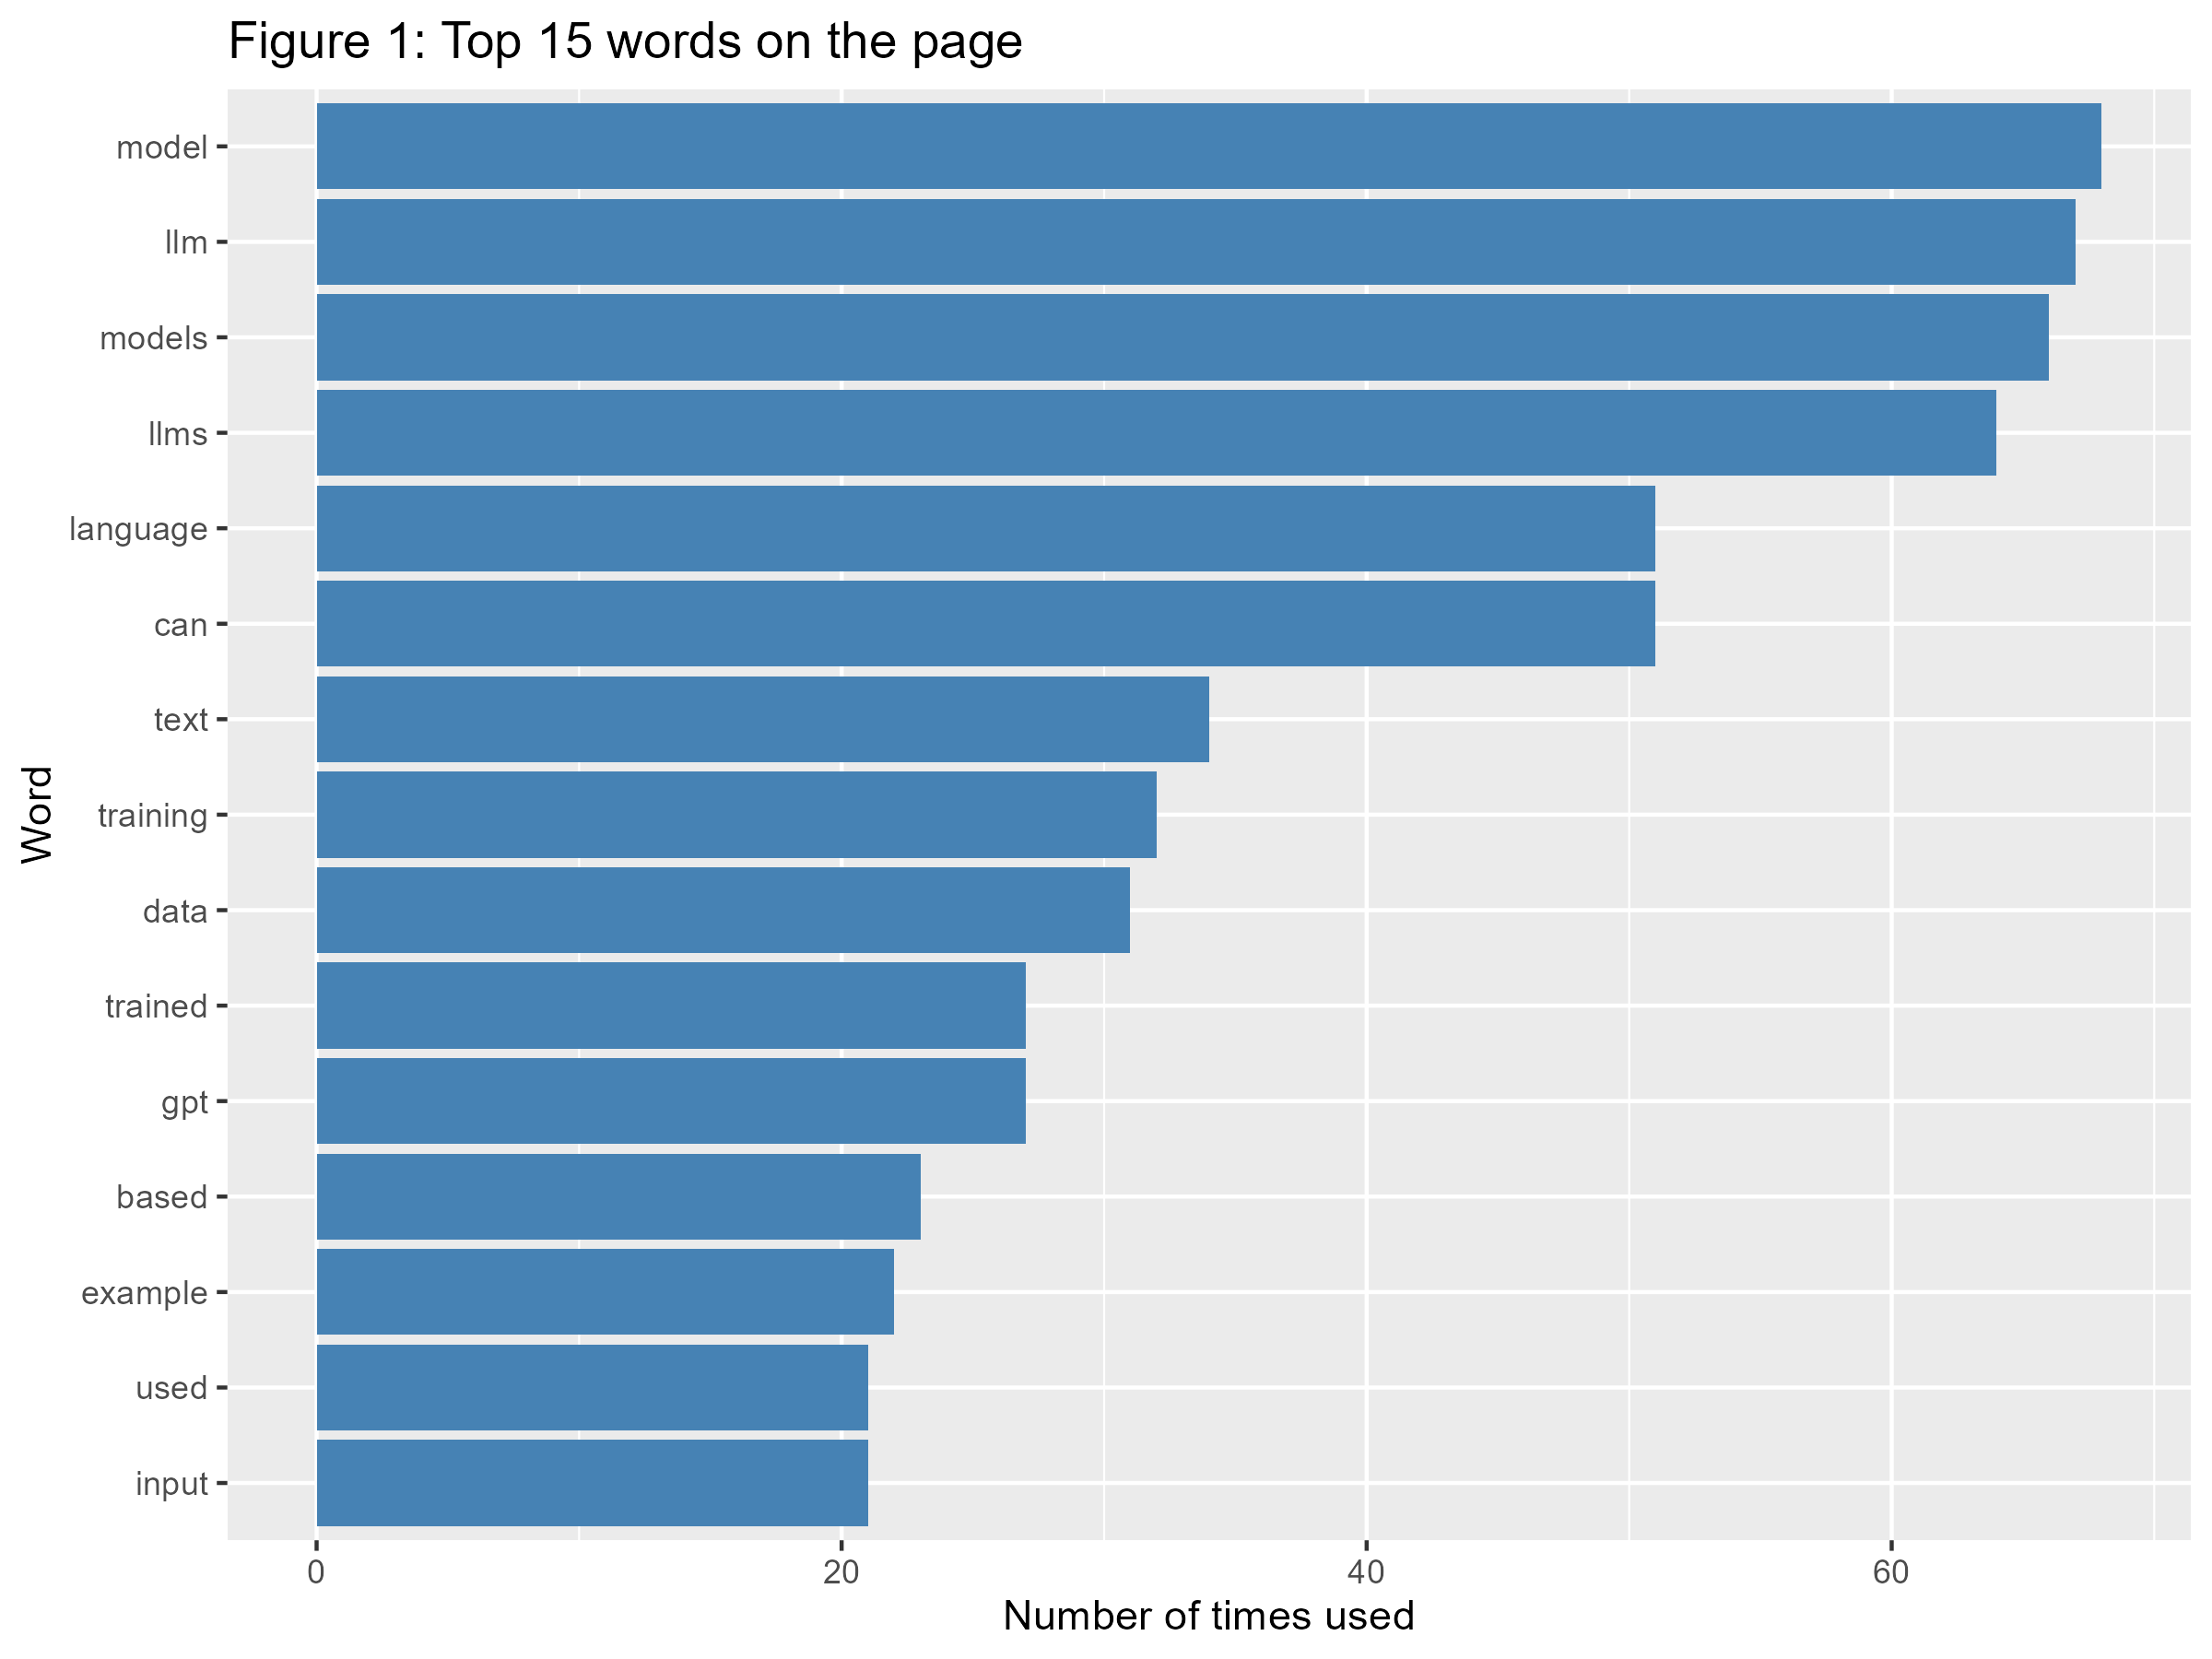 Figure 1: Top 15 words on the page
Word
model
llm
models
llms
language
can
text
training
data
trained
gpt
based
example
used
input
0 20 40 60
Number of times used